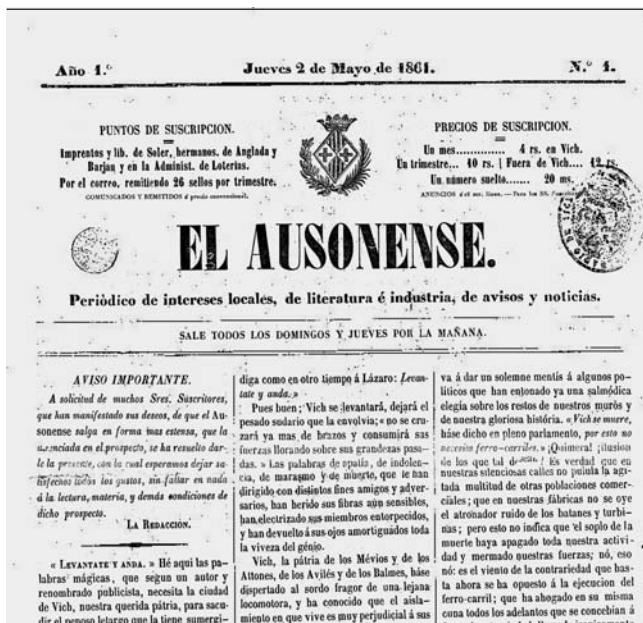 Año 1.º
Jueves 2 de Mayo de 1861.
N.º 1.
PUNTOS DE SUSCRIPCION.
Imprentas y lib. de Soler, hermanos, de Anglada y
Barjau y en la Administ. de Loterias.
Por el correo, remitiendo 26 sellos por trimestre.
COMUNICADOS Y REMITIDOS á precio convencional.
PRECIOS DE SUSCRIPCION.
Un mes............. 4 rs. en Vich.
Un trimestre... 10 rs. | Fuera de Vich.... 12 rs.
Un número suelto....... 20 ms.
ANUNCIOS á
EL AUSONENSE.
Periódico de intereses locales, de literatura é industria, de avisos y noticias.
SALE TODOS LOS DOMINGOS Y JUEVES POR LA MAÑANA.
AVISO IMPORTANTE.
A solicitud de muchos Sres. Suscritores,
que han manifestado sus deseos, de que el Au-
sonense salga en forma mas estensa, que la
anunciada en el prospecto, se ha resuelto dar-
le la presente, con la cual esperamos dejar sa-
tisfechos todos los gustos, sin faltar en nada
á la lectura, materia, y demás condiciones de
dicho prospecto.
LA REDACCION.
« LEVANTATE Y ANDA. » Hé aquí las pa-
labras mágicas, que segun un autor y
renombrado publicista, necesita la ciudad
de Vich, nuestra querida pátria, para sacu-
dir el penoso letargo que la tiene sumergi-
diga como en otro tiempo á Lázaro: Levan-
tate y anda.»
Pues buen; Vich se levantará, dejará el
pesado sudario que la envolvia; «no se cru-
zará ya mas de brazos y consumirá sus
fuerzas llorando sobre sus grandezas pasa-
das. » Las palabras de apatía, de indolen-
cia, de marasmo y de muerte, que le han
dirigido con distintos fines amigos y adver-
sarios, han herido sus fibras aun sensibles,
han electrizado sus miembros entorpecidos,
y han devuelto á sus ojos amortiguados toda
la viveza del génio.
Vich, la pátria de los Mévios y de los
Attones, de los Avilés y de los Balmes, háse
dispertado al sordo fragor de una lejana
locomotora, y ha conocido que el aisla-
miento en que vive es muy perjudicial á sus
va á dar un solemne mentís á algunos po-
líticos que han entonado ya una salmódica
elegia sobre los restos de nuestros muros y
de nuestra gloriosa história. «Vich se muere,
háse dicho en pleno parlamento, por esto no
necesita ferro-carriles.» ¡Quimera! ¡ilusion
de los que tal ! Es verdad que en
nuestras silenciosas calles no pulula la agi-
tada multitud de otras poblaciones comer-
ciales; que en nuestras fábricas no se oye
el atronador ruido de los batanes y turbi-
nas; pero esto no indica que el soplo de la
muerte baya apagado toda nuestra activi-
dad y mermado nuestras fuerzas; nó, eso
nó: es el viento de la contrariedad que has-
ta ahora se ha opuesto á la ejecucion del
ferro-carril; que ha ahogado en su misma
cuna todos los adelantos que se concebian á